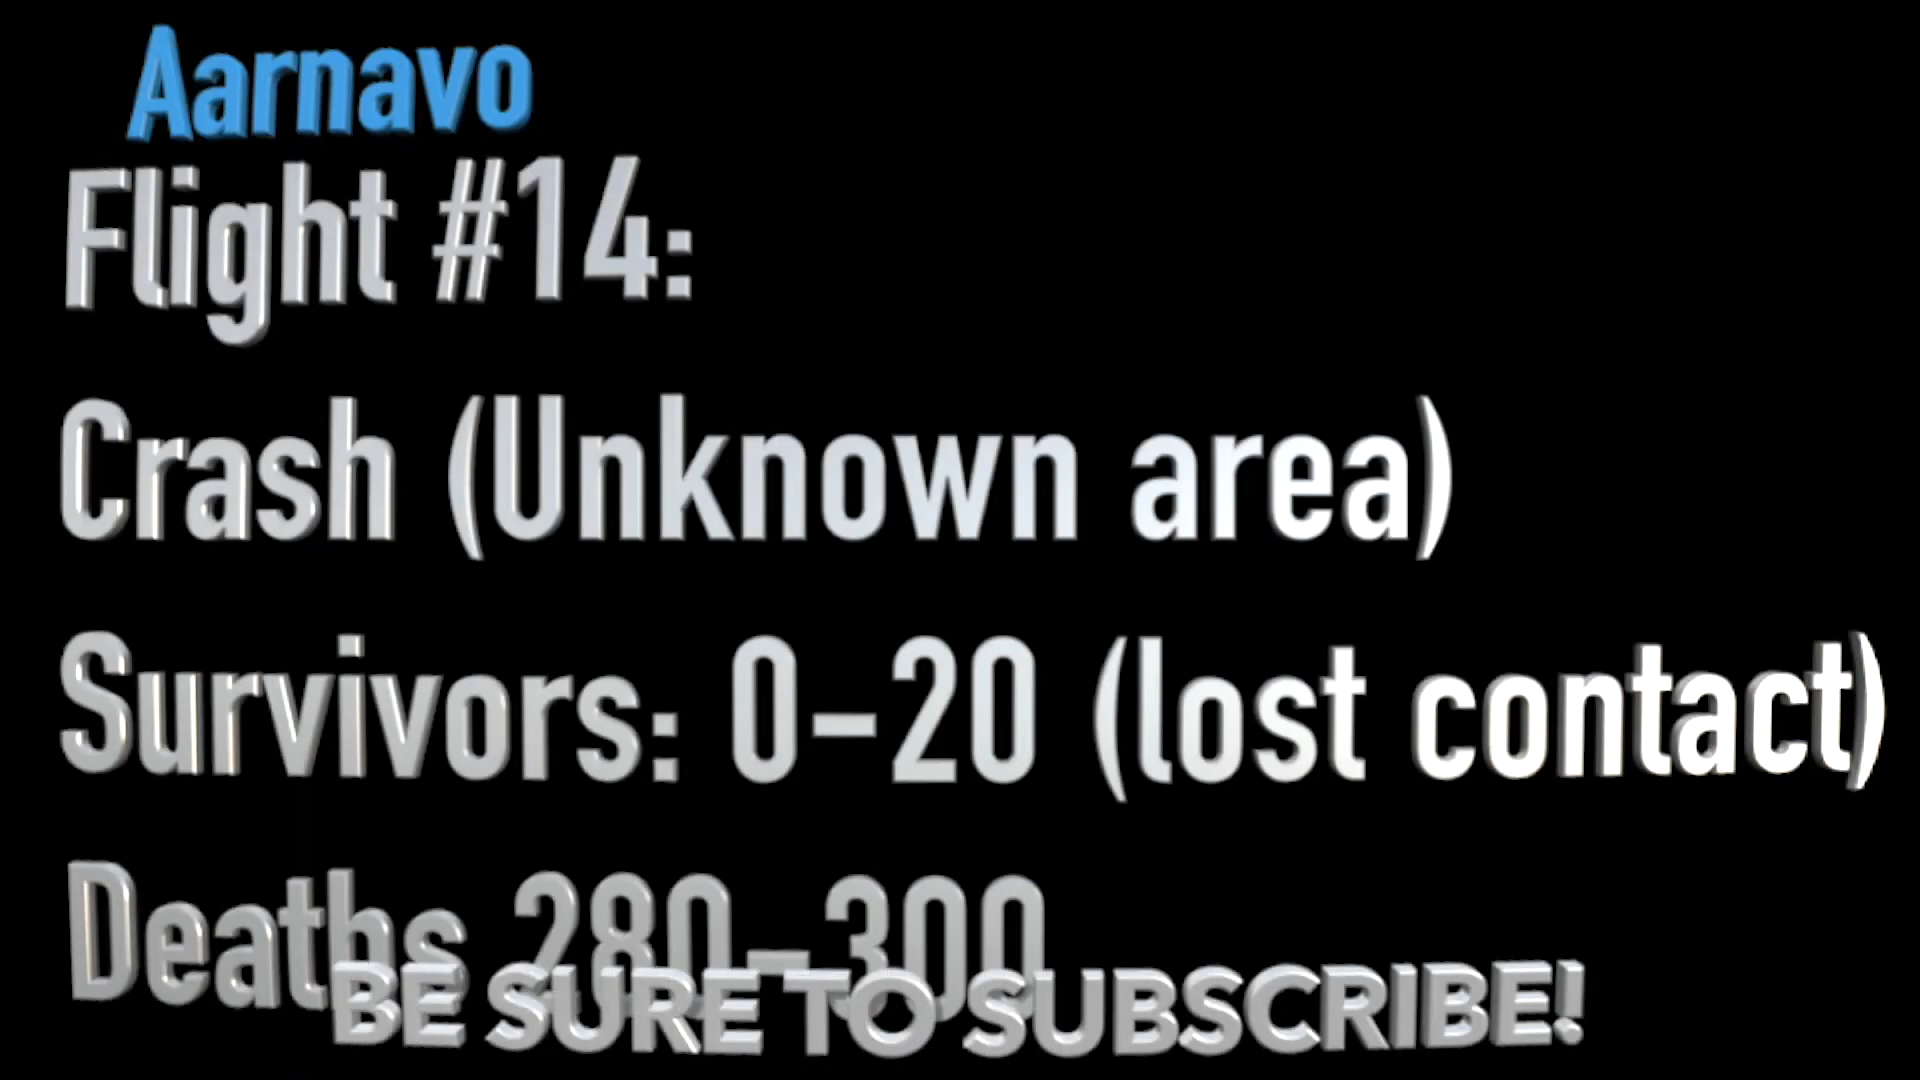 Aarnavo
Flight #14:
Crash (Unknown area)
Survivors: 0-20 (lost contact)
Deaths 280-300
BE SURE TO SUBSCRIBE!